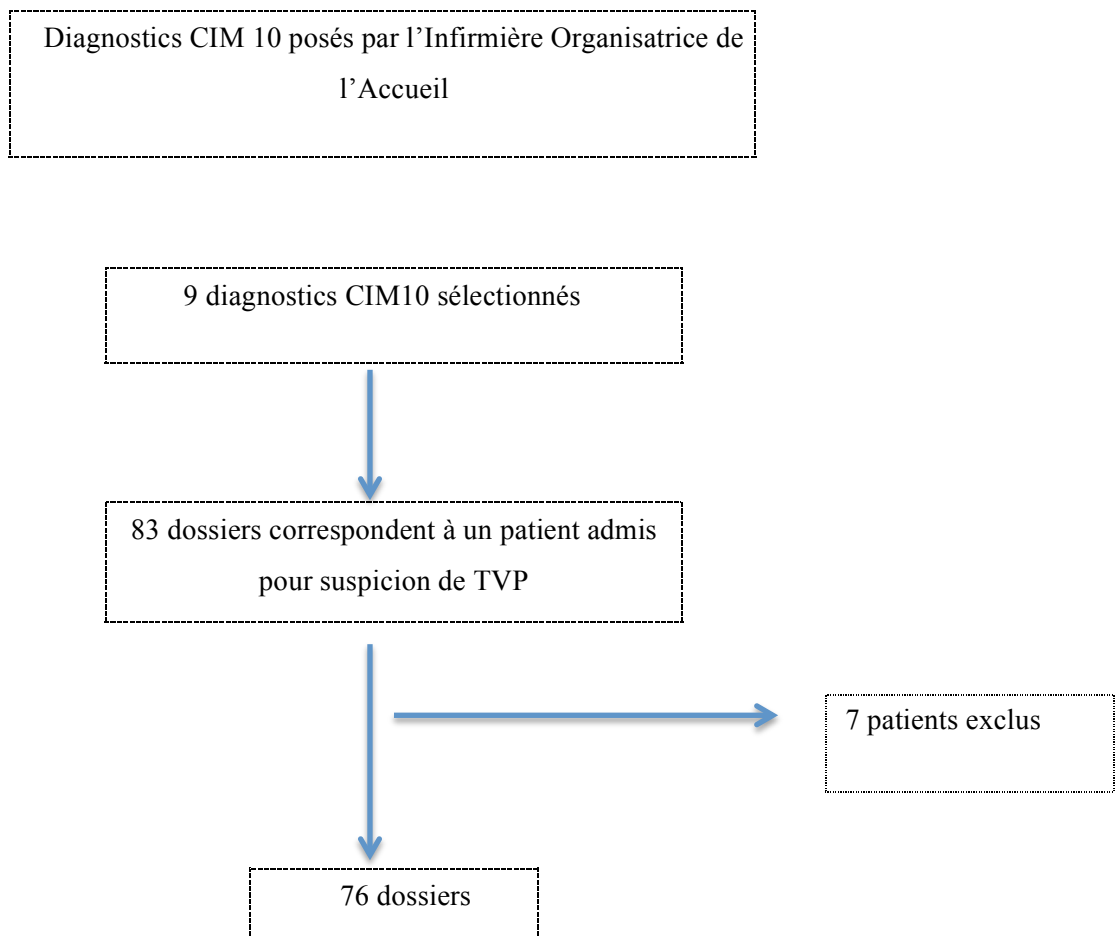 Diagnostics CIM 10 posés par l’Infirmière Organisatrice de
l’Accueil
9 diagnostics CIM10 sélectionnés
83 dossiers correspondent à un patient admis
pour suspicion de TVP
7 patients exclus
76 dossiers